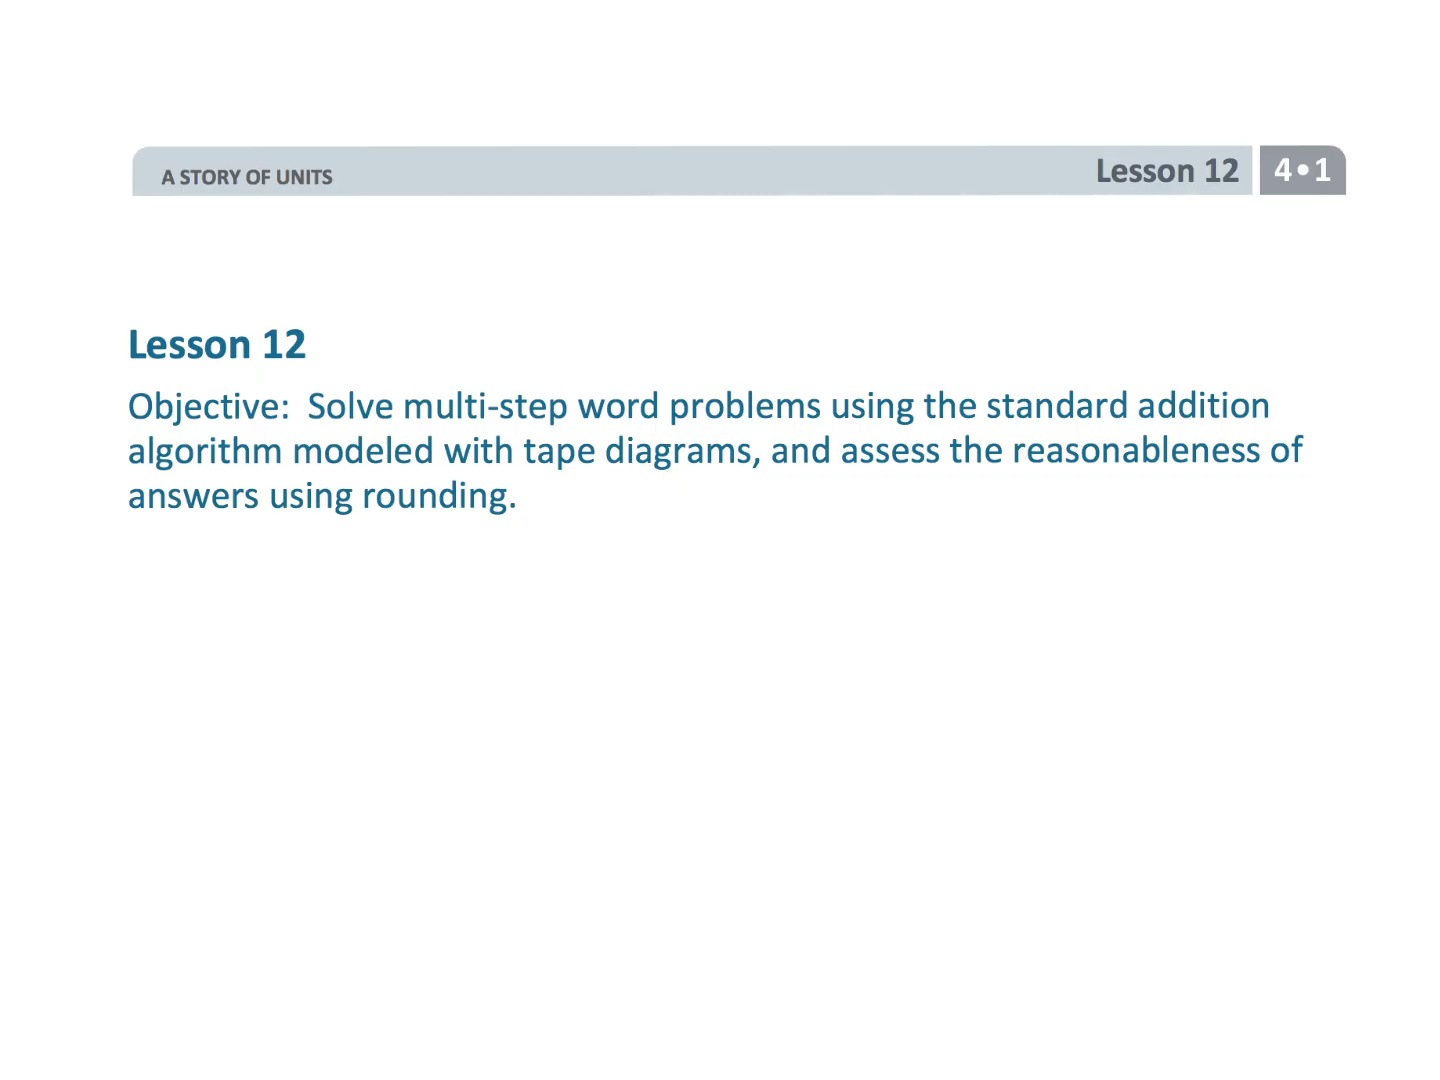 A STORY OF UNITS
Lesson 12
4•1
Lesson 12
Objective:  Solve multi-step word problems using the standard addition
algorithm modeled with tape diagrams, and assess the reasonableness of
answers using rounding.